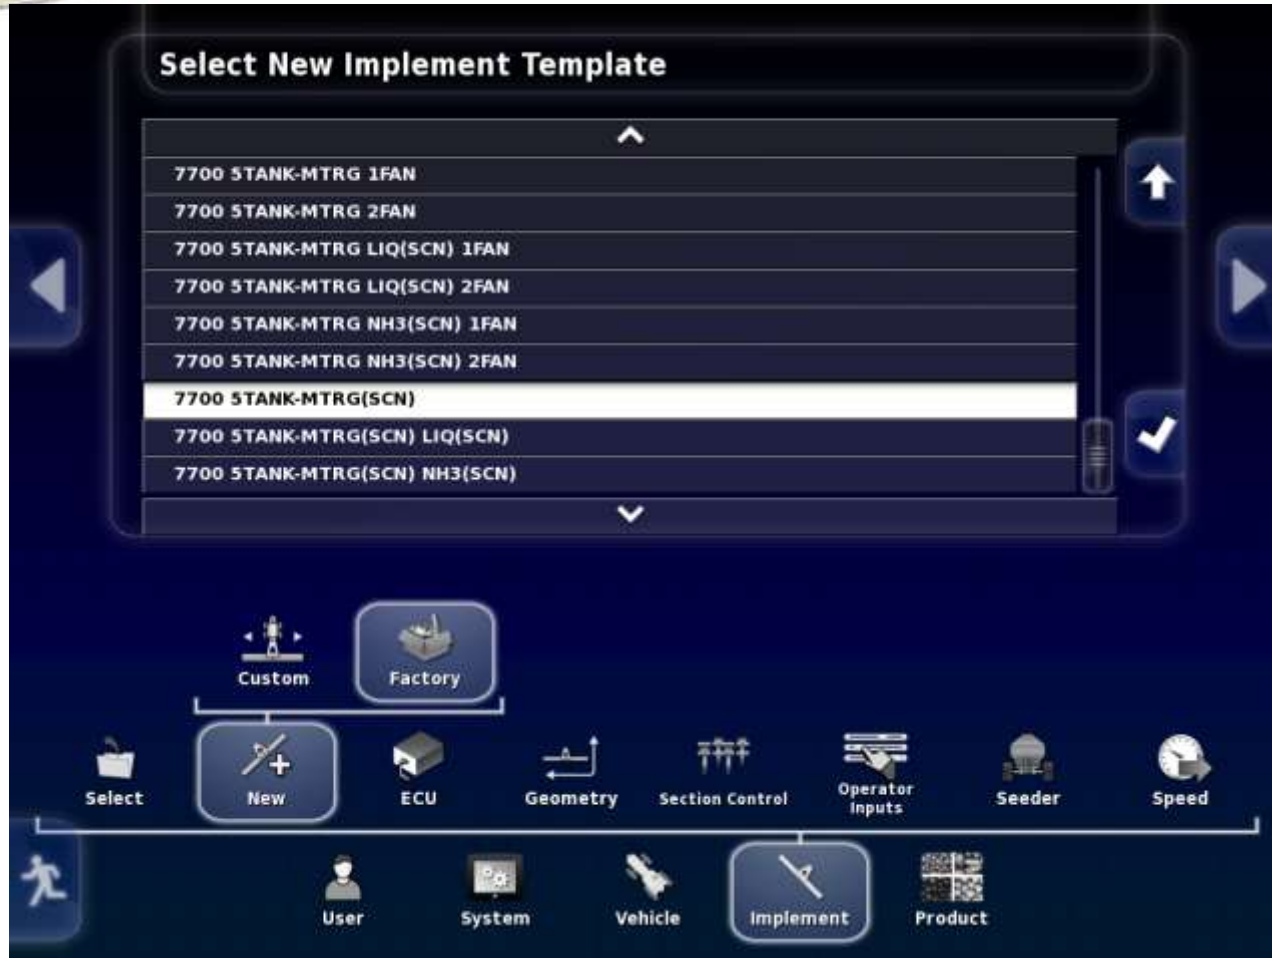 Select New Implement Template
7700 5TANK-MTRG 1FAN
7700 5TANK-MTRG 2FAN
7700 5TANK-MTRG LIQ(SCN) 1FAN
7700 5TANK-MTRG LIQ(SCN) 2FAN
7700 5TANK-MTRG NH3(SCN) 1FAN
7700 5TANK-MTRG NH3(SCN) 2FAN
7700 5TANK-MTRG(SCN)
7700 5TANK-MTRG(SCN) LIQ(SCN)
7700 5TANK-MTRG(SCN) NH3(SCN)
Custom
Factory
Select
New
ECU
Geometry
Section Control
Operator
Inputs
Seeder
Speed
User
System
Vehicle
Implement
Product